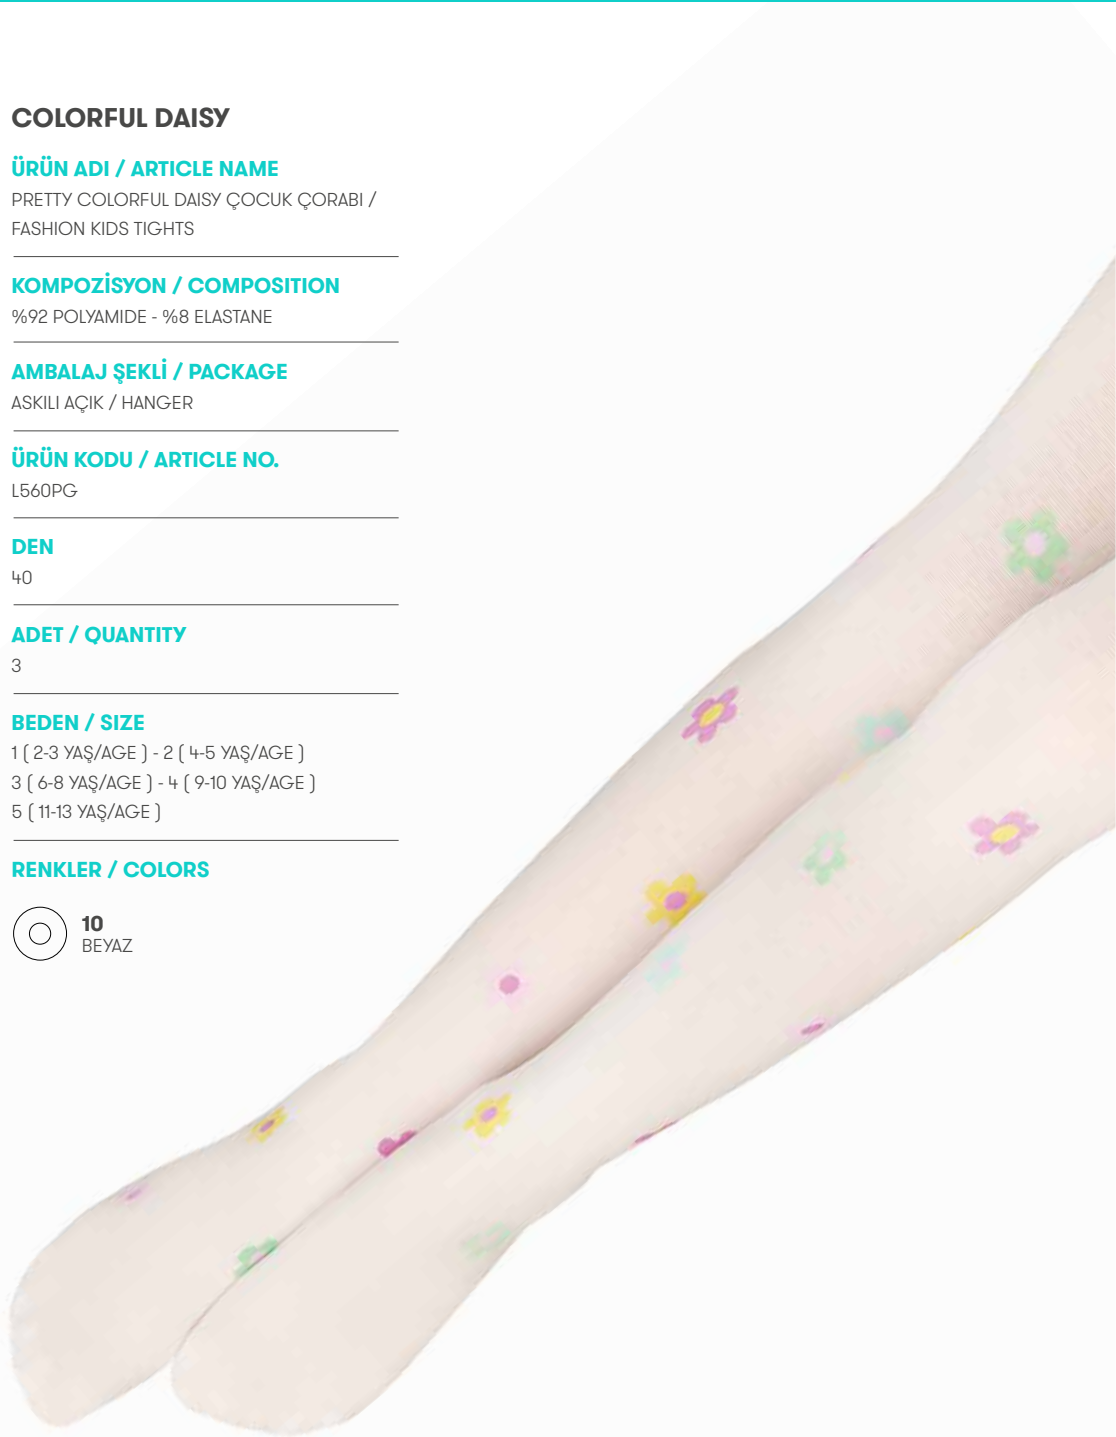 COLORFUL DAISY
ÜRÜN ADI / ARTICLE NAME
PRETTY COLORFUL DAISY ÇOCUK ÇORABI /
FASHION KIDS TIGHTS
KOMPOZİSYON / COMPOSITION
%92 POLYAMIDE - %8 ELASTANE
AMBALAJ ŞEKLİ / PACKAGE
ASKILI AÇIK / HANGER
ÜRÜN KODU / ARTICLE NO.
L560PG
DEN
40
ADET / QUANTITY
3
BEDEN / SIZE
1 ( 2-3 YAŞ/AGE ) - 2 ( 4-5 YAŞ/AGE )
3 ( 6-8 YAŞ/AGE ) - 4 ( 9-10 YAŞ/AGE )
5 ( 11-13 YAŞ/AGE )
RENKLER / COLORS
10
BEYAZ